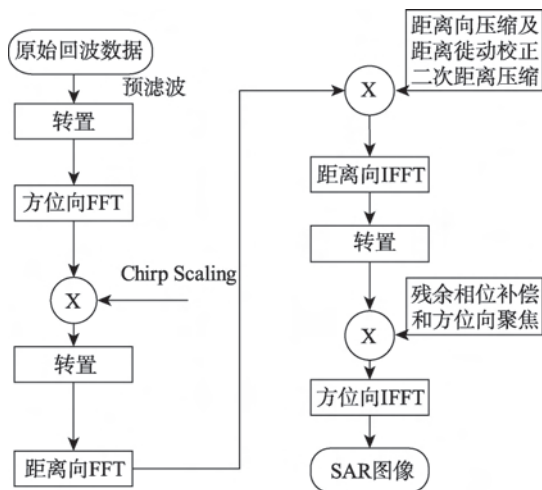 原始回波数据
预滤波
转置
方位向FFT
X
Chirp Scaling
转置
距离向FFT
距离向压缩及
距离徙动校正
二次距离压缩
X
距离向IFFT
转置
X
残余相位补偿
和方位向聚焦
方位向IFFT
SAR图像